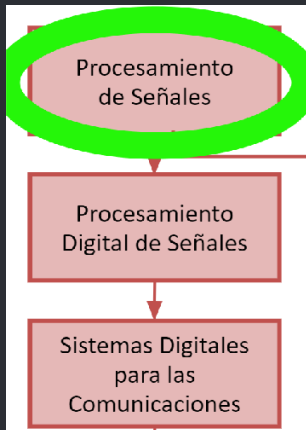 Procesamiento
de Señales
Procesamiento
Digital de Señales
Sistemas Digitales
para las
Comunicaciones